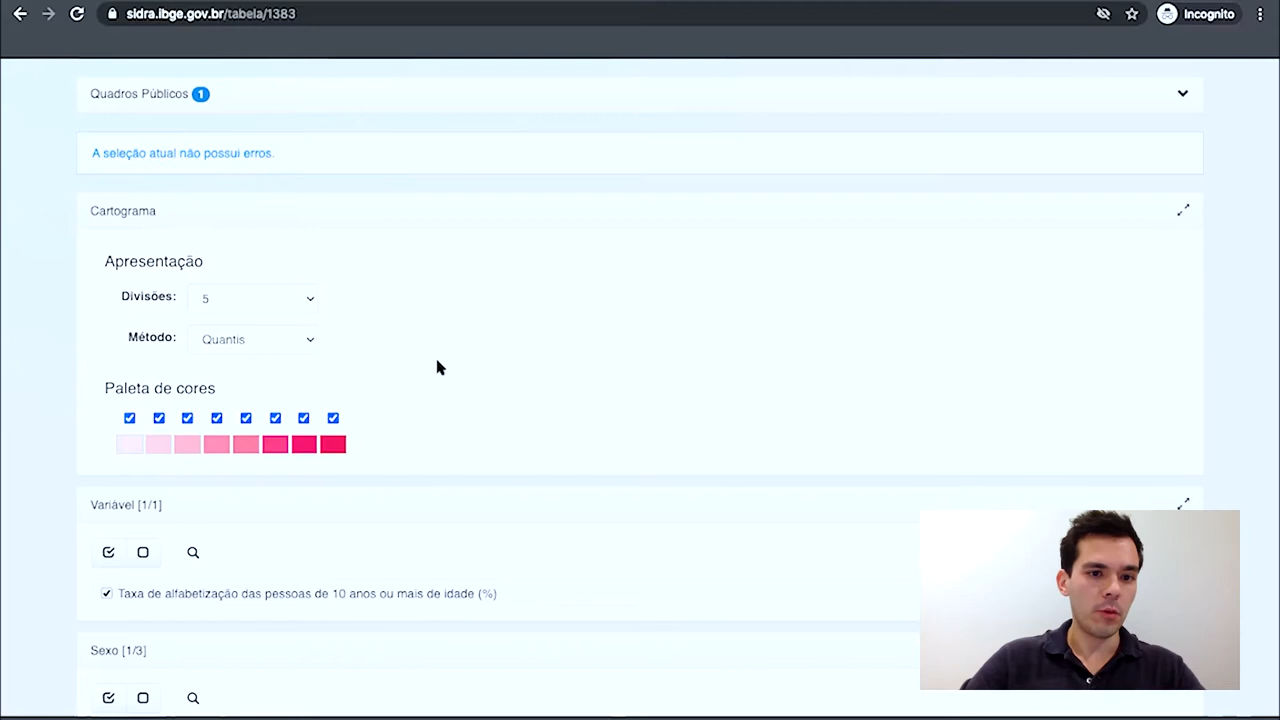 sidra.ibge.gov.br/tabela/1383
Incognito
Quadros Públicos 1
A seleção atual não possui erros.
Cartograma
Apresentação
Divisões: 5
Método: Quantis
Paleta de cores
Variável [1/1]
Taxa de alfabetização das pessoas de 10 anos ou mais de idade (%)
Sexo [1/3]